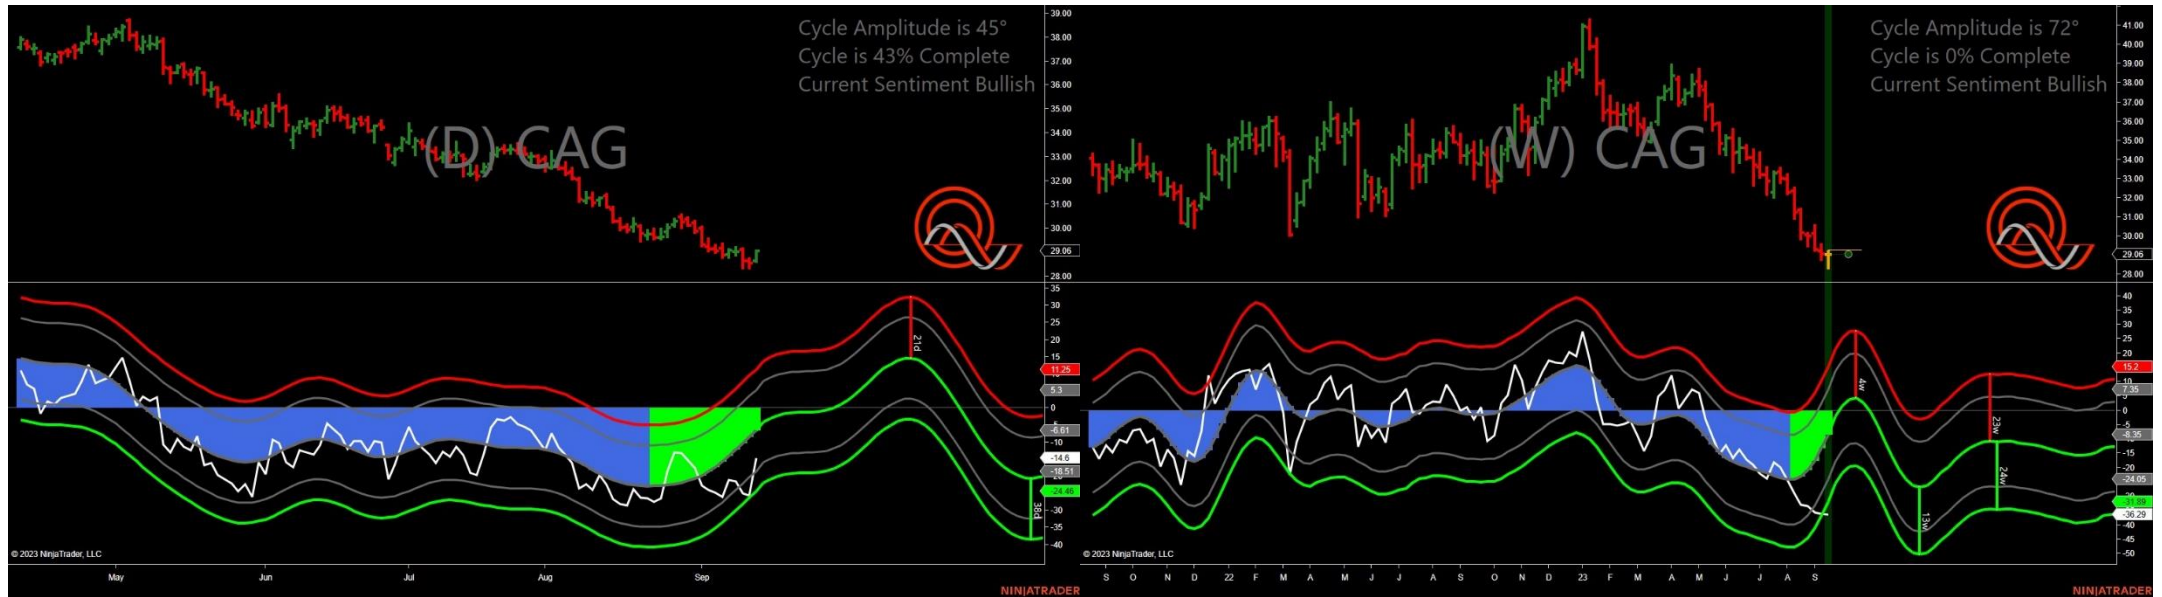 Cycle Amplitude is 45°
Cycle is 43% Complete
Current Sentiment Bullish
(D) CAG
39.00
38.00
37.00
36.00
35.00
34.00
33.00
32.00
31.00
30.00
29.06
28.00
35
30
25
20
15
11.25
5.3
0
-6.61
-10
-14.6
-18.51
-24.46
-30
-35
-40
21d
38d
© 2023 NinjaTrader, LLC
May
Jun
Jul
Aug
Sep
NINJATRADER
Cycle Amplitude is 72°
Cycle is 0% Complete
Current Sentiment Bullish
(W) CAG
41.00
40.00
39.00
38.00
37.00
36.00
35.00
34.00
33.00
32.00
31.00
30.00
29.06
28.00
40
35
30
25
20
15.2
10
7.35
0
-5
-8.35
-15
-20
-24.05
-31.89
-36.29
-40
-45
-50
4w
23w
24w
13w
© 2023 NinjaTrader, LLC
S
O
N
D
22
F
M
A
M
J
J
A
S
O
N
D
23
F
M
A
M
J
J
A
S
NINJATRADER